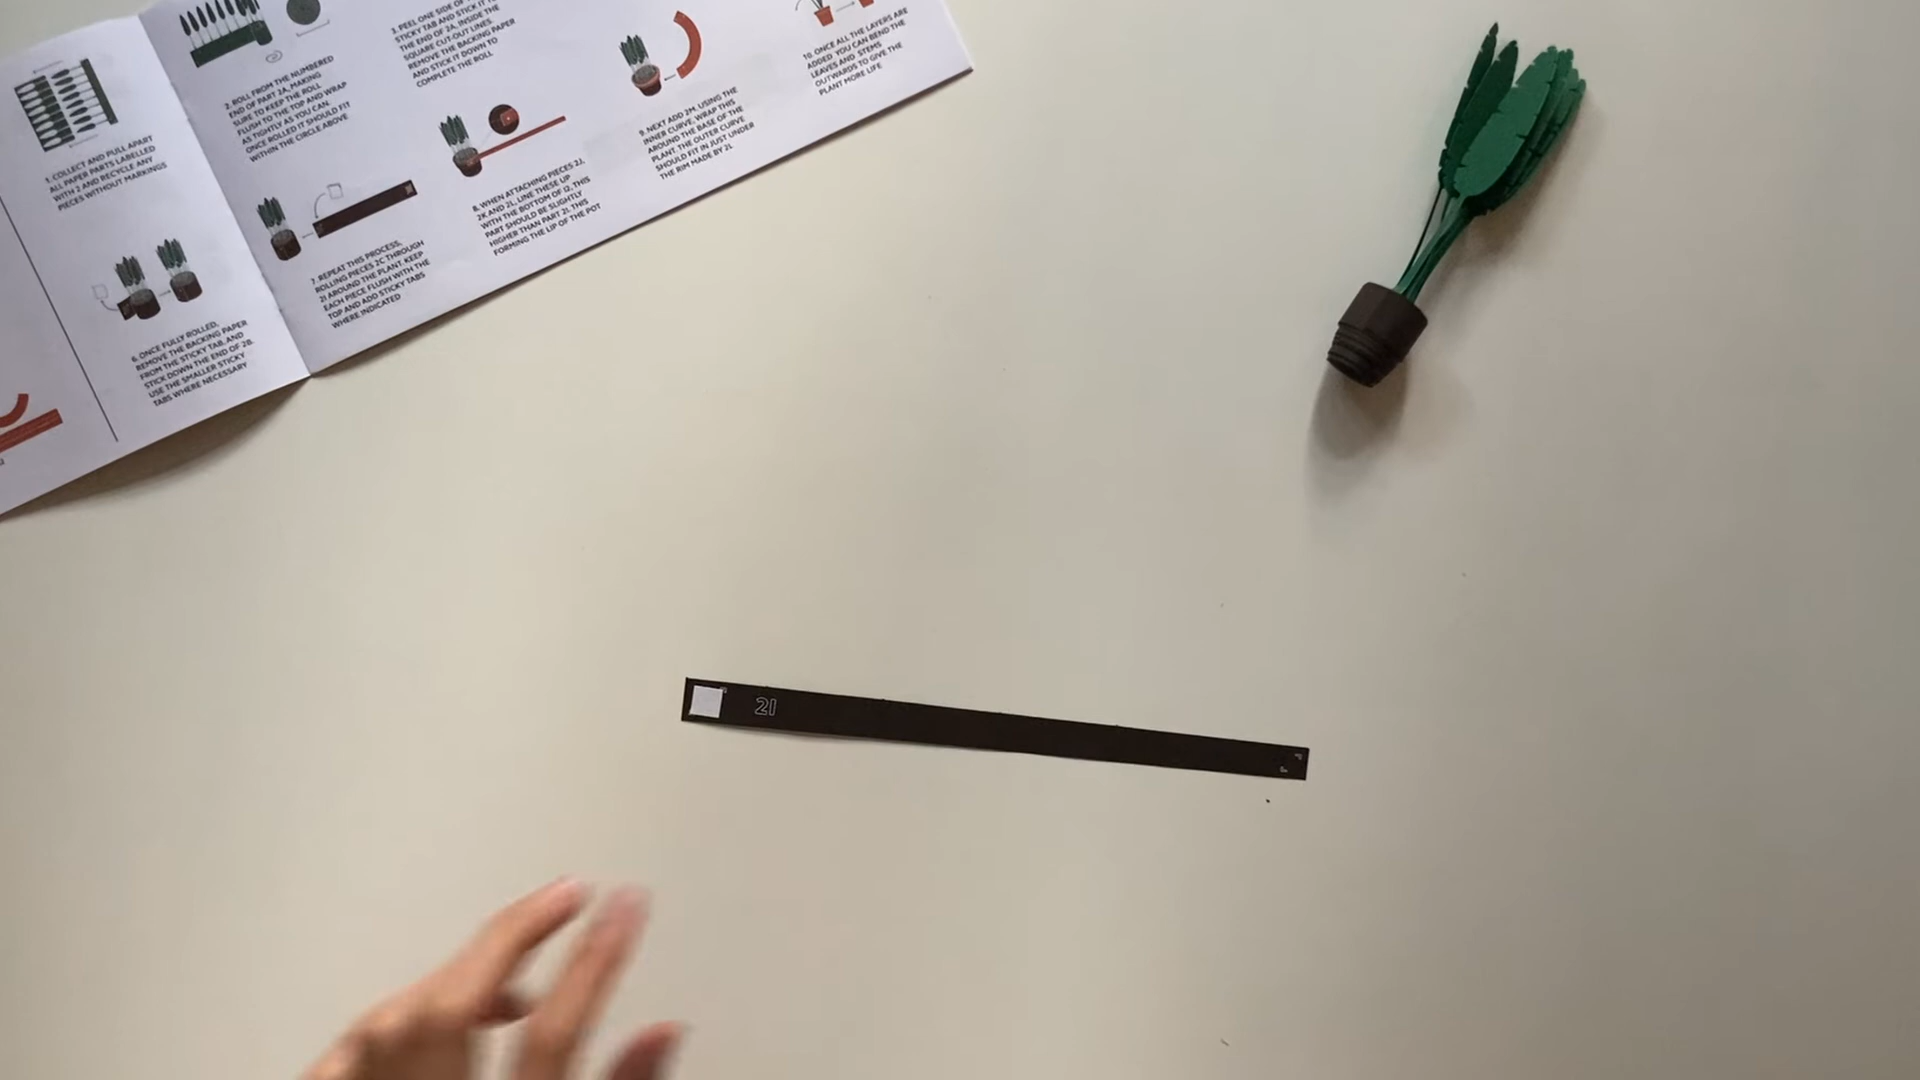 1. COLLECT AND PULL APART
ALL PAPER PARTS LABELLED
WITH 2 AND RECYCLE ANY
PIECES WITHOUT MARKINGS
2. ROLL FROM THE NUMBERED
END OF PART 2A, MAKING
SURE TO KEEP THE ROLL
FLUSH TO THE TOP AND WRAP
AS TIGHTLY AS YOU CAN.
ONCE ROLLED IT SHOULD FIT
WITHIN THE CIRCLE ABOVE
3. PEEL ONE SIDE OF
STICKY TAB AND STICK IT TO
THE END OF 2A, INSIDE THE
SQUARE CUT-OUT LINES.
REMOVE THE BACKING PAPER
AND STICK IT DOWN TO
COMPLETE THE ROLL
6. ONCE FULLY ROLLED,
REMOVE THE BACKING PAPER
FROM THE STICKY TAB, AND
STICK DOWN THE END OF 2B.
USE THE SMALLER STICKY
TABS WHERE NECESSARY
7. REPEAT THIS PROCESS,
ROLLING PIECES 2C THROUGH
2I AROUND THE PLANT. KEEP
EACH PIECE FLUSH WITH THE
TOP AND ADD STICKY TABS
WHERE INDICATED
8. WHEN ATTACHING PIECES 2J,
2K AND 2L, LINE THESE UP
WITH THE BOTTOM OF I2. THIS
PART SHOULD BE SLIGHTLY
HIGHER THAN PART 2I. THIS
FORMING THE LIP OF THE POT
9. NEXT ADD 2M. USING THE
INNER CURVE, WRAP THIS
AROUND THE BASE OF THE
PLANT. THE OUTER CURVE
SHOULD FIT IN JUST UNDER
THE RIM MADE BY 2L
10. ONCE ALL THE LAYERS ARE
ADDED, YOU CAN BEND THE
LEAVES AND STEMS
OUTWARDS TO GIVE THE
PLANT MORE LIFE
2I